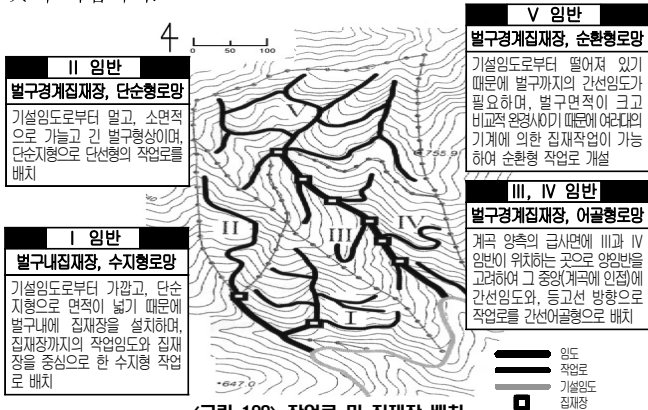 4
0 50 100
V 임반
벌구경계집재장, 순환형로망
기설임도로부터 떨어져 있기
때문에 벌구까지의 간선임도가
필요하며, 벌구면적이 크고
비교적 완경사이기 때문에 여러대의
기계에 의한 집재작업이 가능
하여 순환형 작업로 개설
II 임반
벌구경계집재장, 단순형로망
기설임도로부터 멀고, 소면적
으로 가늘고 긴 벌구형상이며,
단순지형으로 단선형의 작업로를
배치
III, IV 임반
벌구경계집재장, 어골형로망
계곡 양측의 급사면에 III과 IV
임반이 위치하는 곳으로 양임반을
고려하여 그 중앙(계곡에 인접)에
간선임도와, 등고선 방향으로
작업로를 간선어골형으로 배치
I 임반
벌구내집재장, 수지형로망
기설임도로부터 가깝고, 단순
지형으로 면적이 넓기 때문에
벌구내에 집재장을 설치하며,
집재장까지의 작업임도와 집재
장을 중심으로 한 수지형 작업
로 배치
V
755.9
II
III
IV
I
647.0
임도
작업로
기설임도
집재장